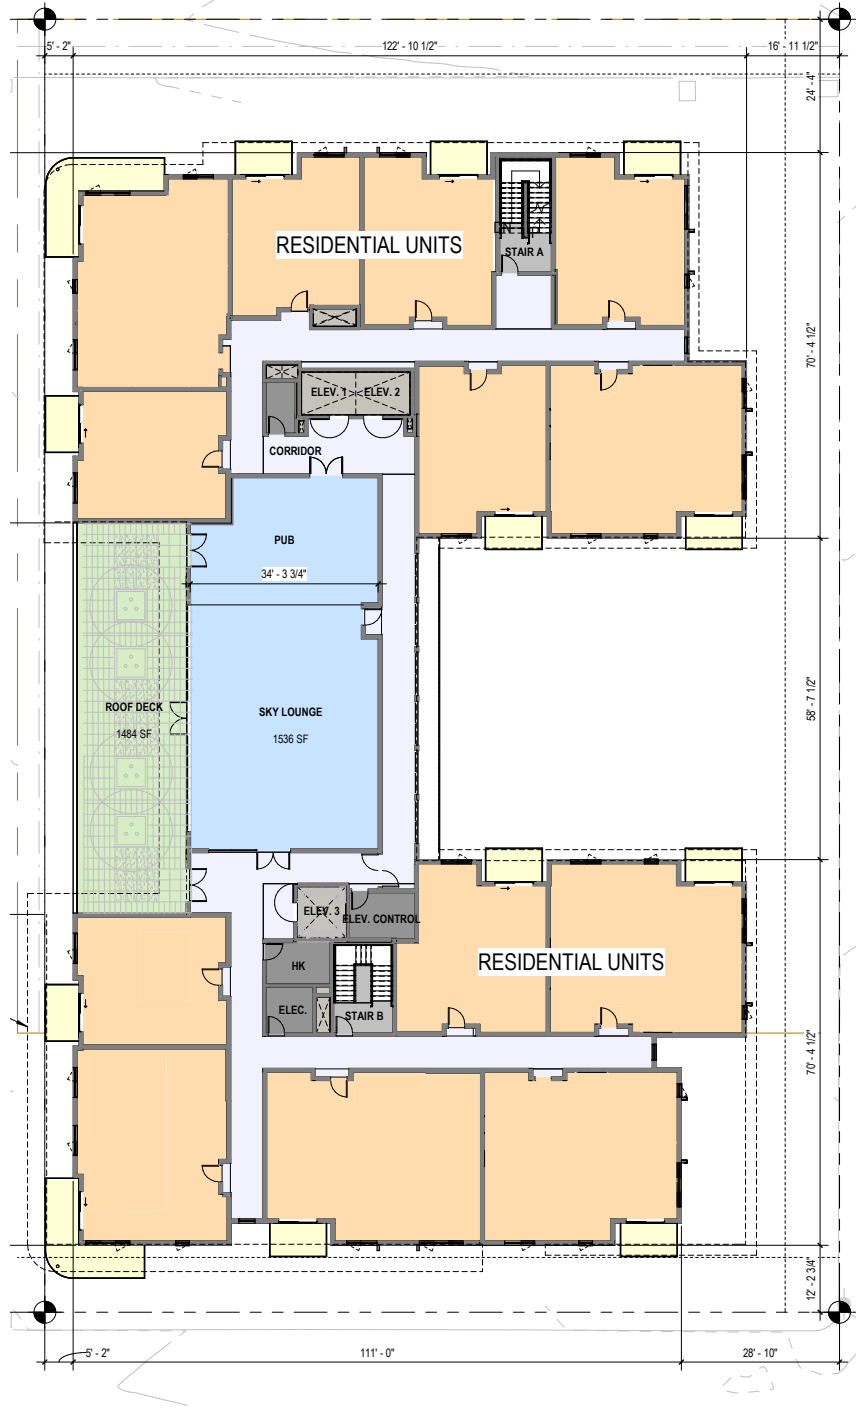 5' - 2"
122' - 10 1/2"
16' - 11 1/2"
24' - 4"
RESIDENTIAL UNITS
STAIR A
70' - 4 1/2"
ELEV. 1
ELEV. 2
CORRIDOR
PUB
34' - 3 3/4"
ROOF DECK
1484 SF
SKY LOUNGE
1536 SF
58' - 7 1/2"
ELEV. 3
ELEV. CONTROL
HK
RESIDENTIAL UNITS
ELEC.
STAIR B
70' - 4 1/2"
12' - 2 3/4"
5' - 2"
111' - 0"
28' - 10"